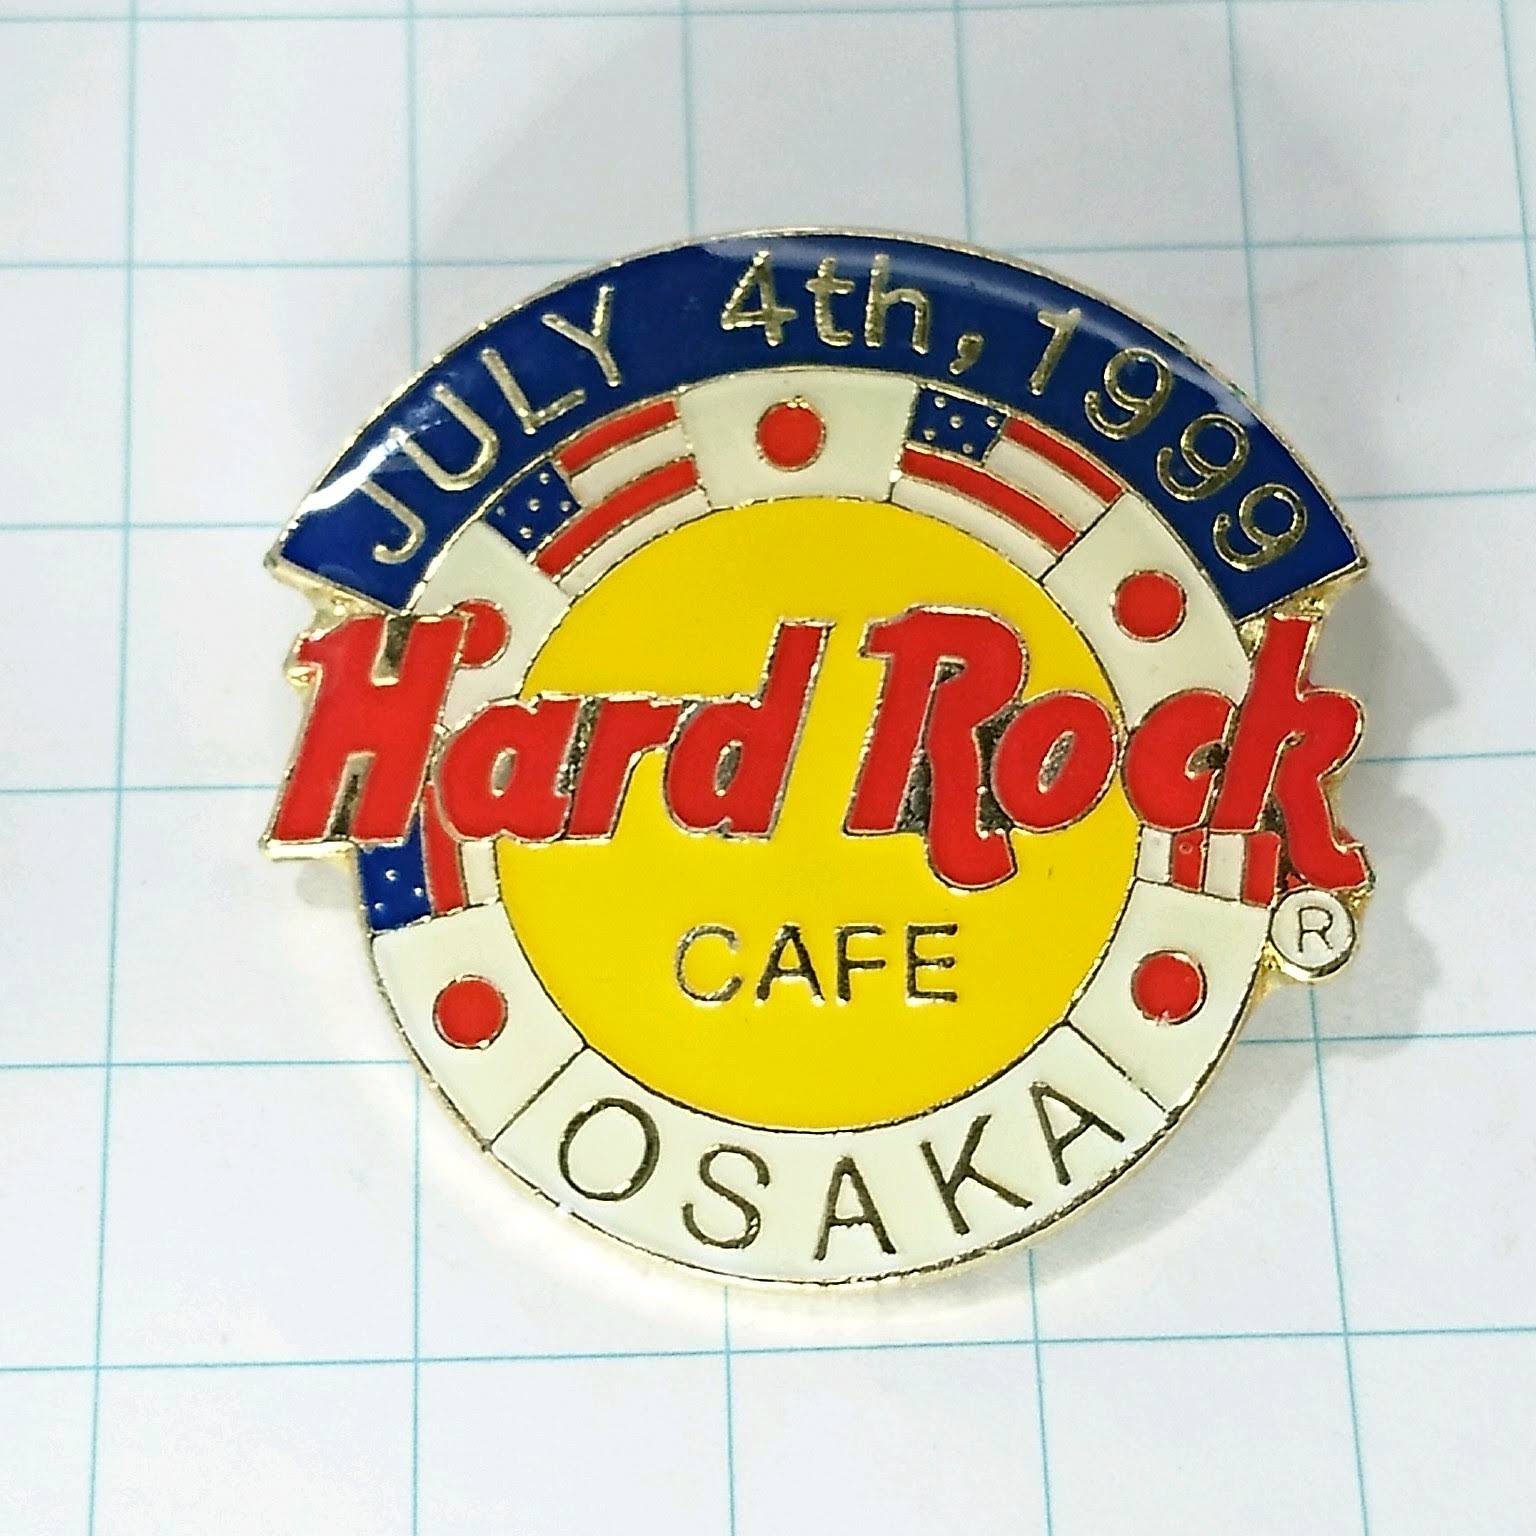 JULY 4th, 1999
Hard Rock
®
CAFE
OSAKA